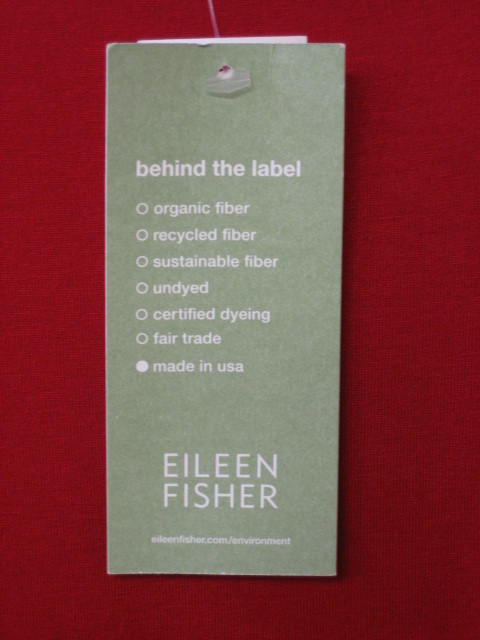 behind the label
O organic fiber
O recycled fiber
O sustainable fiber
O undyed
O certified dyeing
O fair trade
● made in usa
EILEEN
FISHER
eileenfisher.com/environment